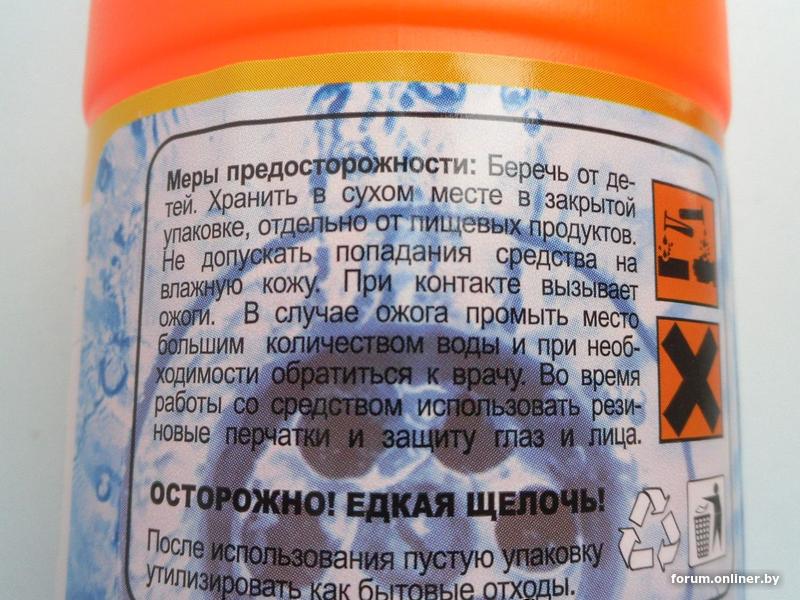 Меры предосторожности: Беречь от де-
тей. Хранить в сухом месте в закрытой
упаковке, отдельно от пищевых продуктов.
Не допускать попадания средства на
влажную кожу. При контакте вызывает
ожоги. В случае ожога промыть место
большим количеством воды и при необ-
ходимости обратиться к врачу. Во время
работы со средством использовать рези-
новые перчатки и защиту глаз и лица.
ОСТОРОЖНО! ЕДКАЯ ЩЕЛОЧЬ!
После использования пустую упаковку
утилизировать как бытовые отходы.
forum.onliner.by